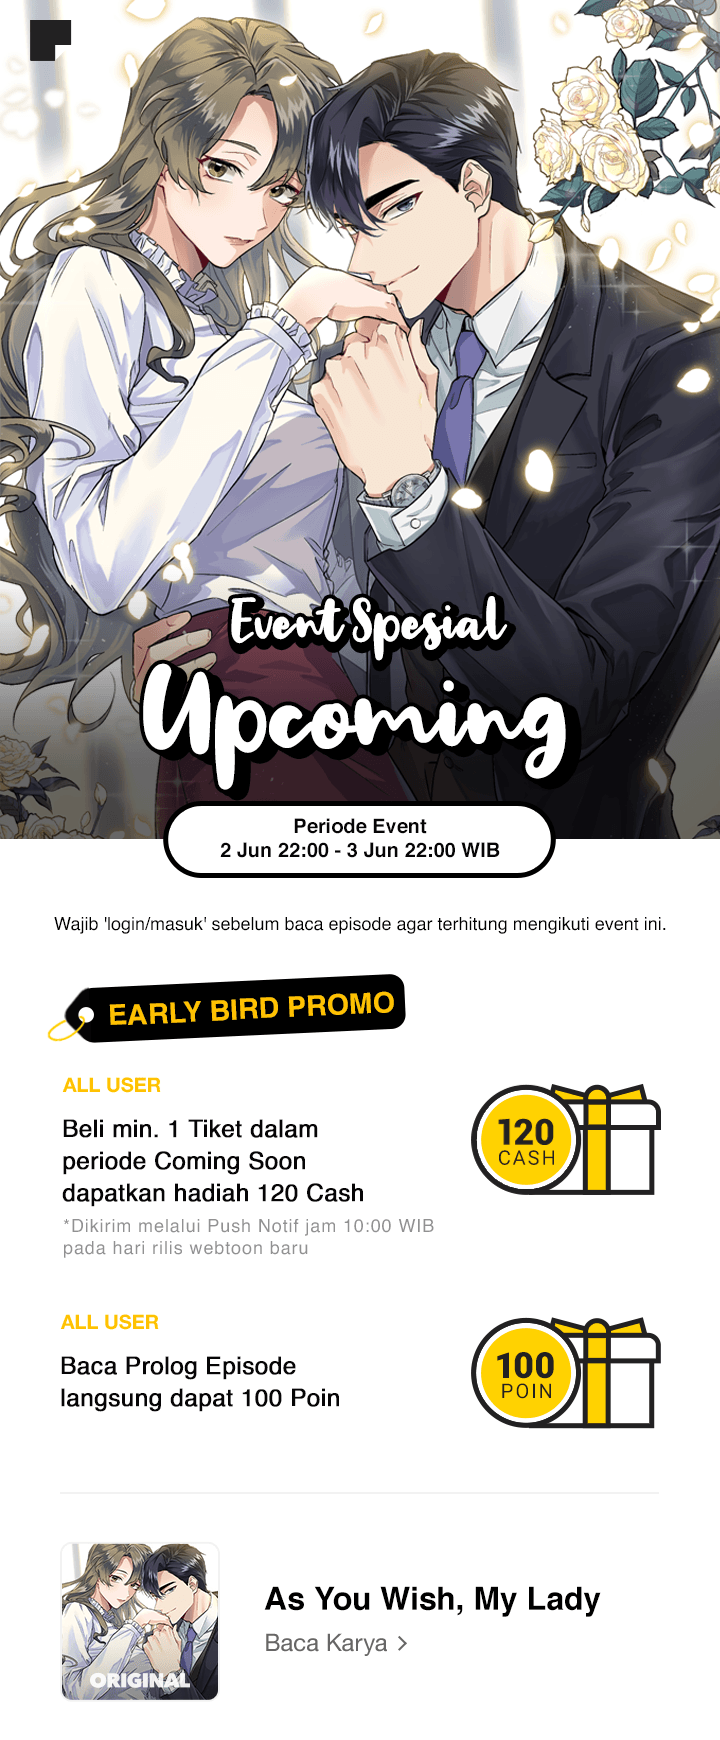 Event Spesial
Upcoming
Periode Event
2 Jun 22:00 - 3 Jun 22:00 WIB
Wajib 'login/masuk' sebelum baca episode agar terhitung mengikuti event ini.
EARLY BIRD PROMO
ALL USER
Beli min. 1 Tiket dalam
periode Coming Soon
dapatkan hadiah 120 Cash
*Dikirim melalui Push Notif jam 10:00 WIB
pada hari rilis webtoon baru
120
CASH
ALL USER
Baca Prolog Episode
langsung dapat 100 Poin
100
POIN
ORIGINAL
As You Wish, My Lady
Baca Karya >